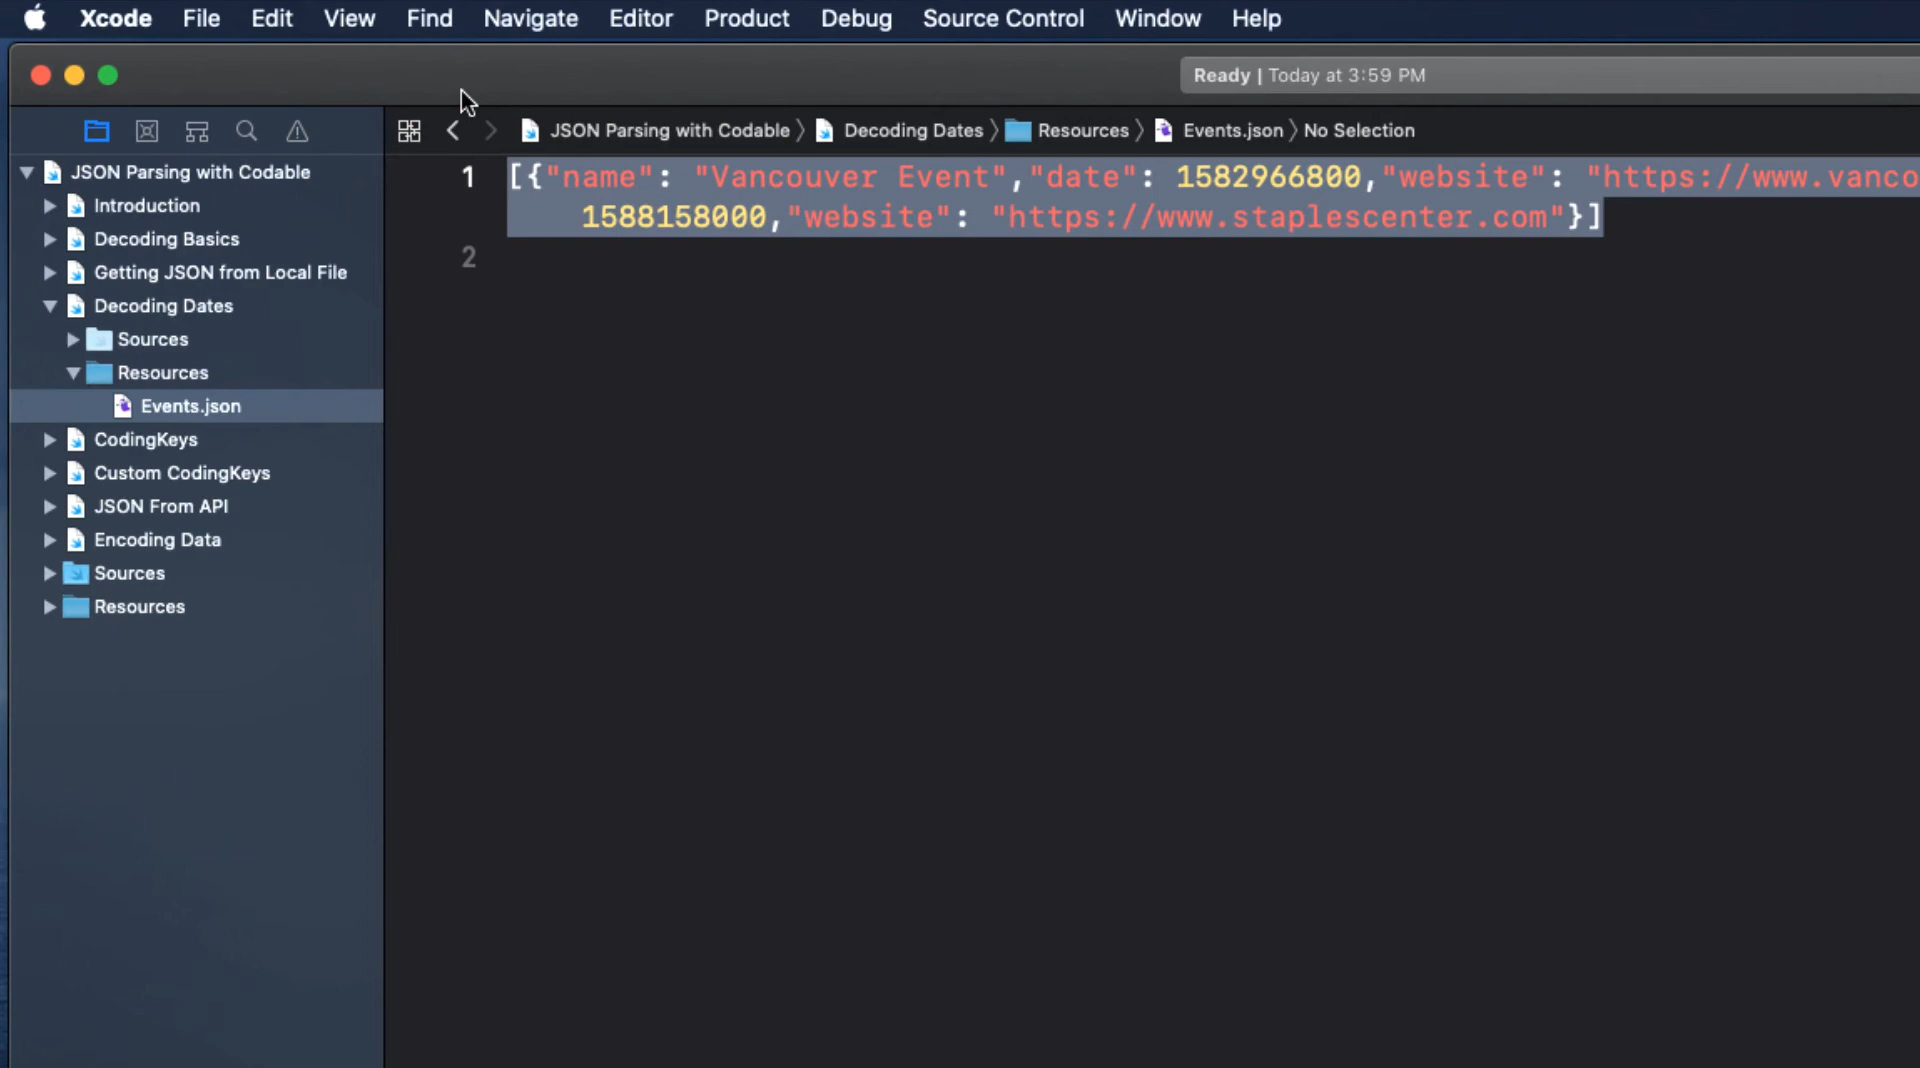 Xcode File Edit View Find Navigate Editor Product Debug Source Control Window Help
Ready | Today at 3:59 PM
JSON Parsing with Codable 〉 Decoding Dates 〉 Resources 〉 Events.json 〉 No Selection
JSON Parsing with Codable
Introduction
Decoding Basics
Getting JSON from Local File
Decoding Dates
Sources
Resources
Events.json
CodingKeys
Custom CodingKeys
JSON From API
Encoding Data
Sources
Resources
1 [{"name": "Vancouver Event","date": 1582966800,"website": "https://www.vanco
1588158000,"website": "https://www.staplescenter.com"}]
2